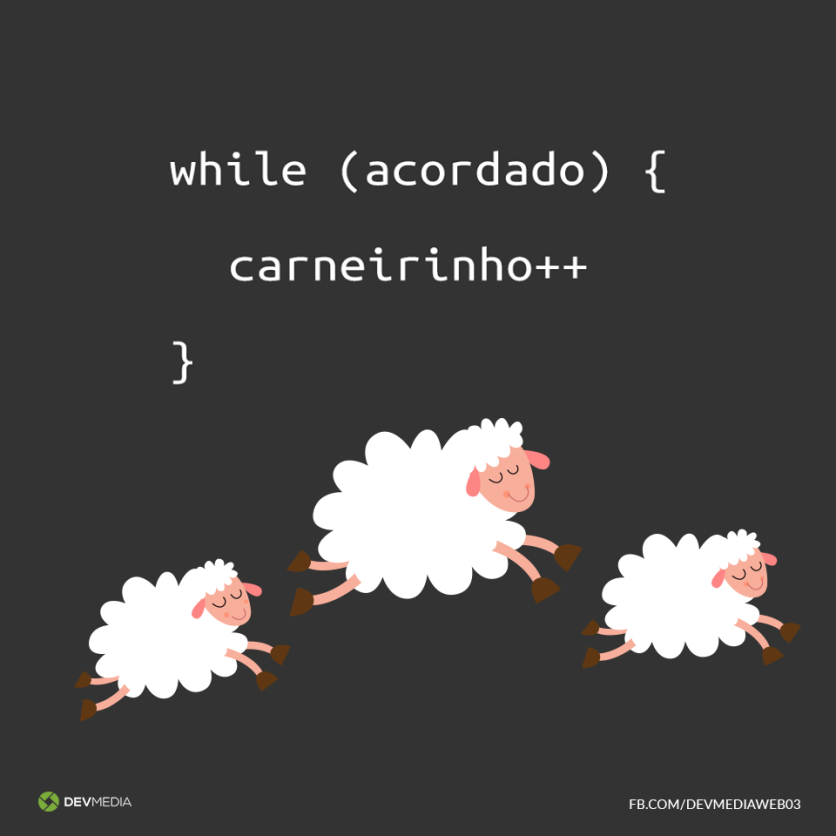 while (acordado) {
carneirinho++
}
DEVMEDIA
FB.COM/DEVMEDIAWEB03